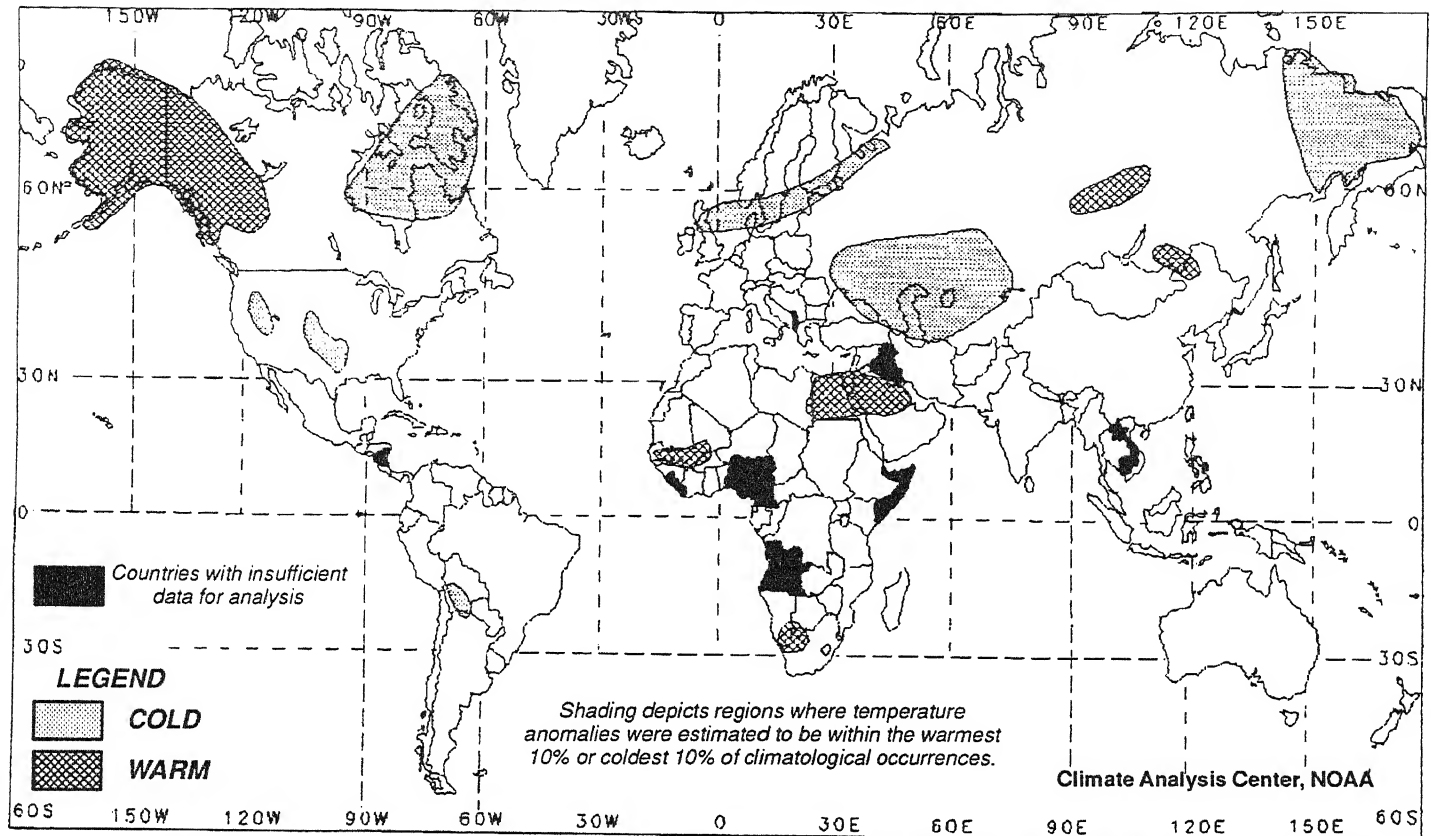 150W 120W 90W 60W 30W 0 30E 60E 90E 120E 150E
60N 60N
30N 30N
0 0
Countries with insufficient
data for analysis
30S 30S
LEGEND
COLD
WARM
Shading depicts regions where temperature
anomalies were estimated to be within the warmest
10% or coldest 10% of climatological occurrences.
Climate Analysis Center, NOAA
60S 150W 120W 90W 60W 30W 0 30E 60E 90E 120E 150E 60S